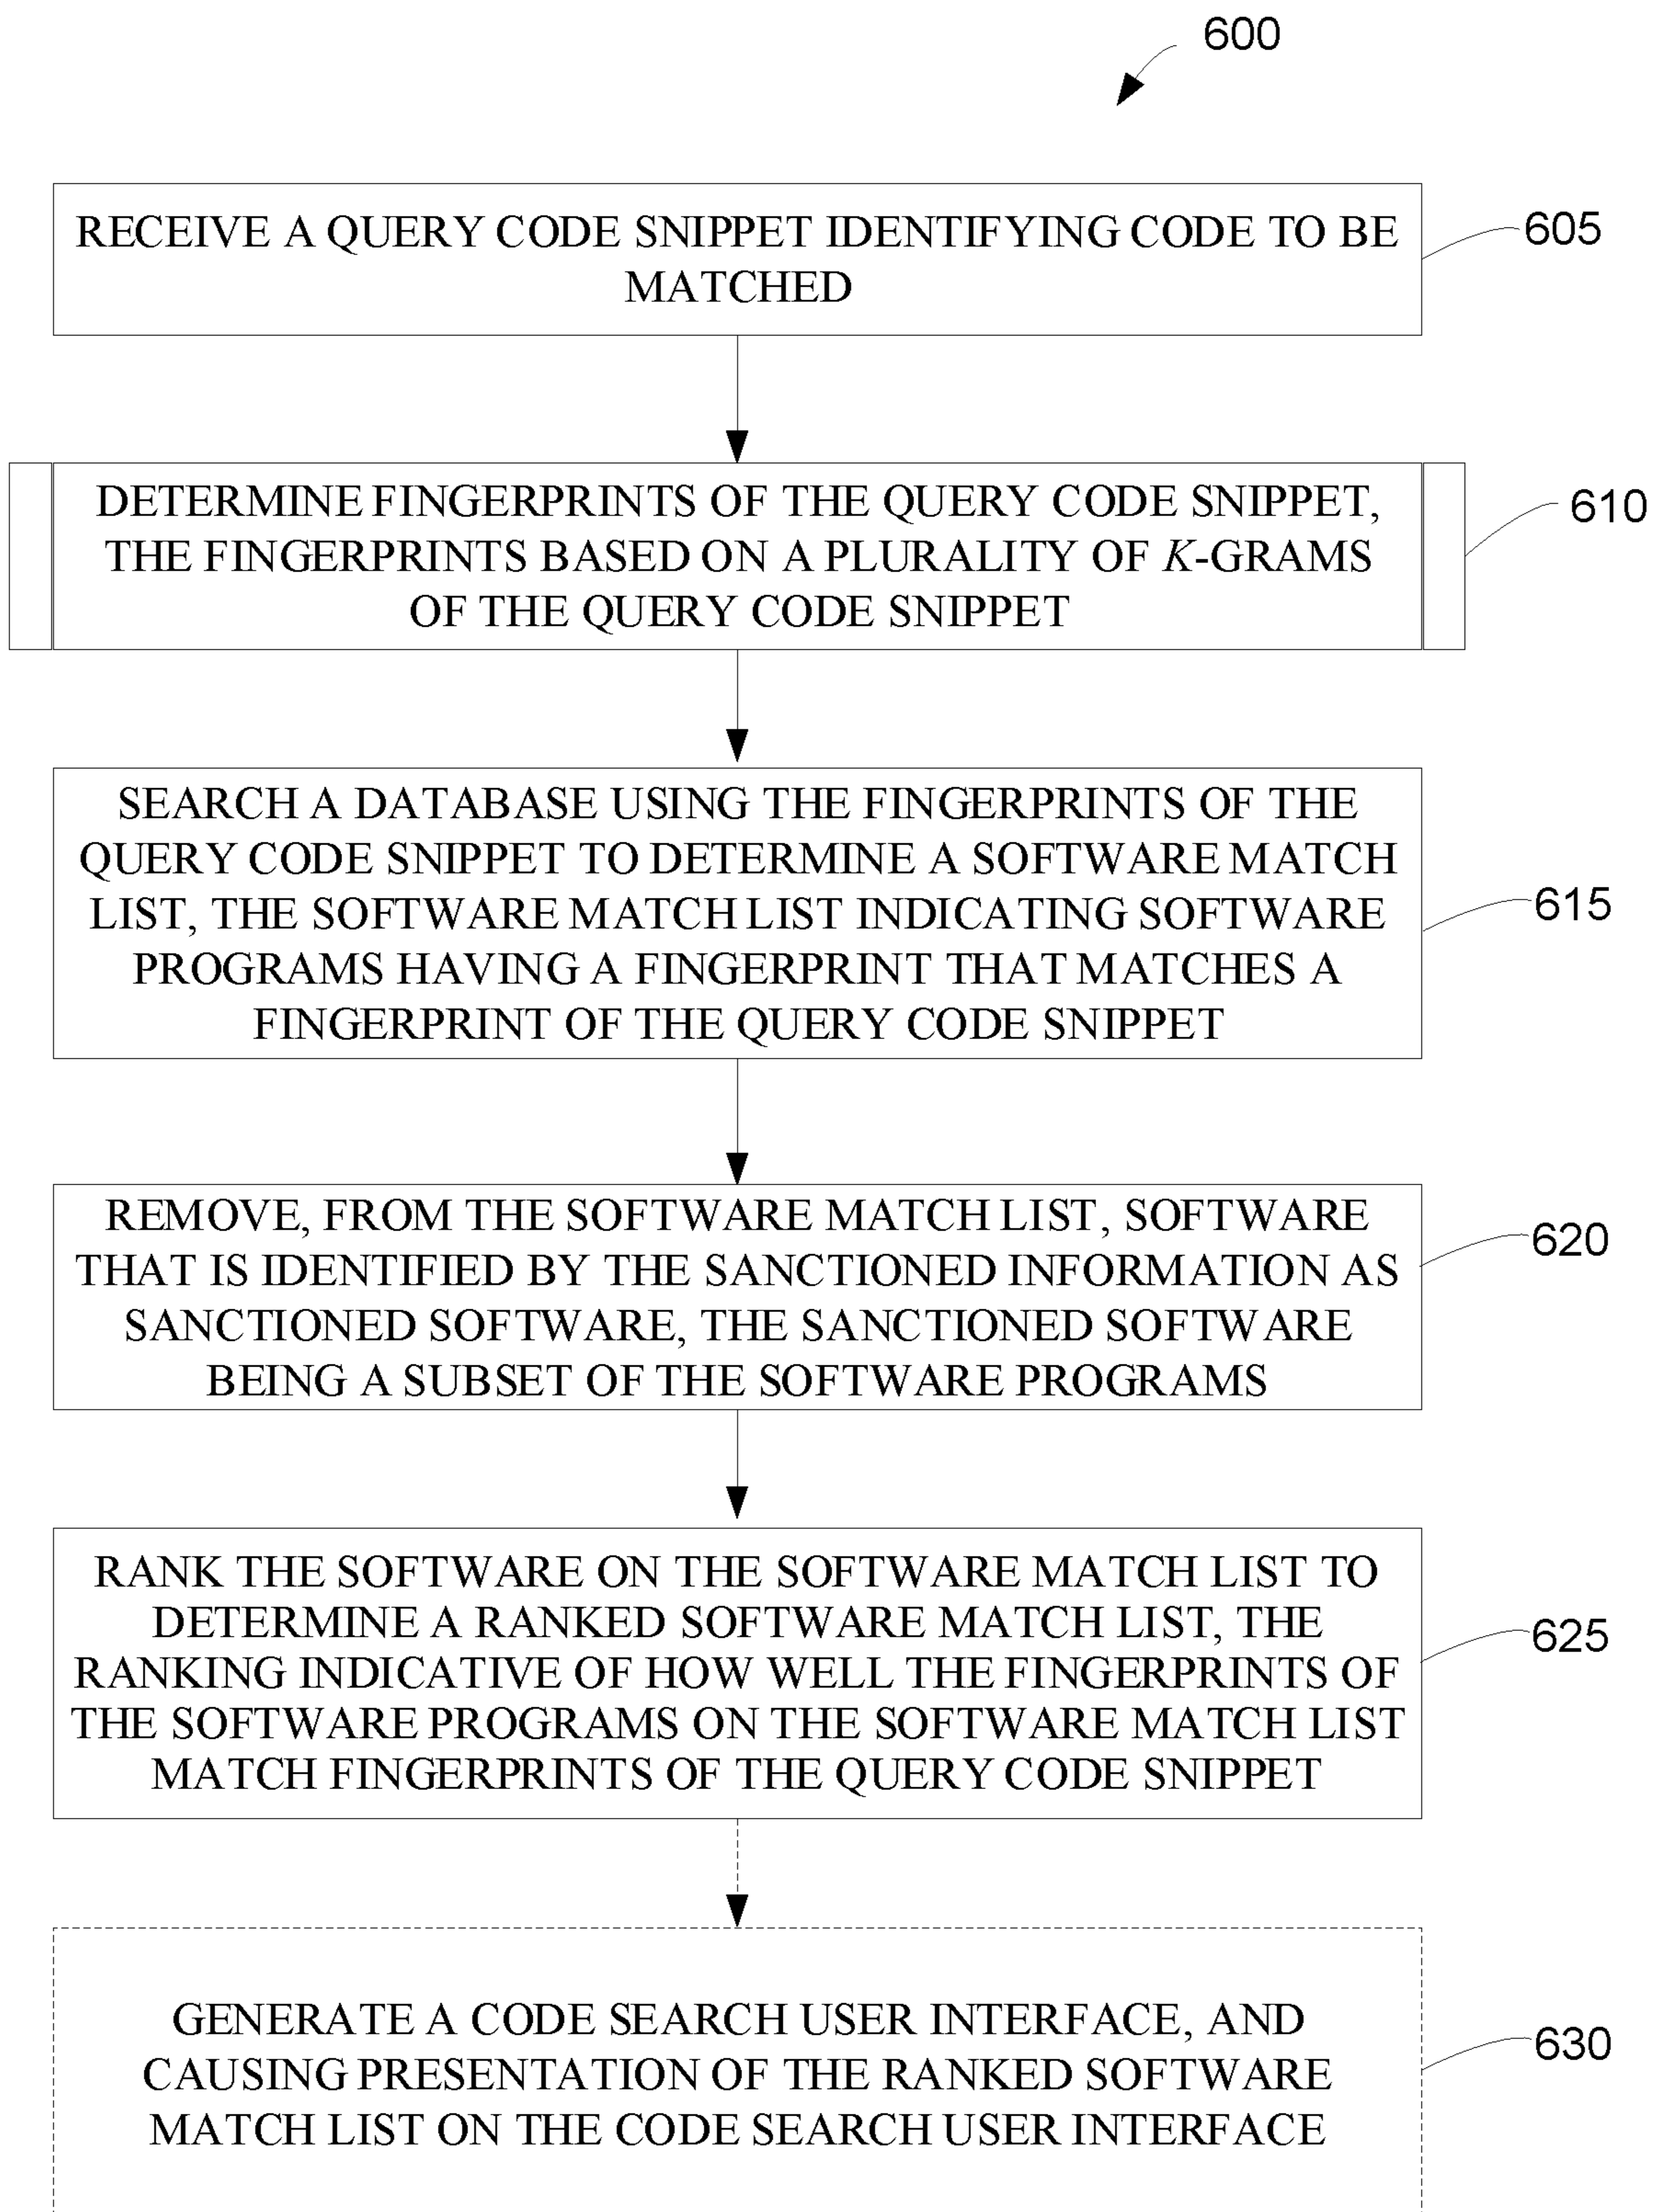 600
RECEIVE A QUERY CODE SNIPPET IDENTIFYING CODE TO BE
MATCHED
605
DETERMINE FINGERPRINTS OF THE QUERY CODE SNIPPET,
THE FINGERPRINTS BASED ON A PLURALITY OF K-GRAMS
OF THE QUERY CODE SNIPPET
610
SEARCH A DATABASE USING THE FINGERPRINTS OF THE
QUERY CODE SNIPPET TO DETERMINE A SOFTWARE MATCH
LIST, THE SOFTWARE MATCH LIST INDICATING SOFTWARE
PROGRAMS HAVING A FINGERPRINT THAT MATCHES A
FINGERPRINT OF THE QUERY CODE SNIPPET
615
REMOVE, FROM THE SOFTWARE MATCH LIST, SOFTWARE
THAT IS IDENTIFIED BY THE SANCTIONED INFORMATION AS
SANCTIONED SOFTWARE, THE SANCTIONED SOFTWARE
BEING A SUBSET OF THE SOFTWARE PROGRAMS
620
RANK THE SOFTWARE ON THE SOFTWARE MATCH LIST TO
DETERMINE A RANKED SOFTWARE MATCH LIST, THE
RANKING INDICATIVE OF HOW WELL THE FINGERPRINTS OF
THE SOFTWARE PROGRAMS ON THE SOFTWARE MATCH LIST
MATCH FINGERPRINTS OF THE QUERY CODE SNIPPET
625
GENERATE A CODE SEARCH USER INTERFACE, AND
CAUSING PRESENTATION OF THE RANKED SOFTWARE
MATCH LIST ON THE CODE SEARCH USER INTERFACE
630